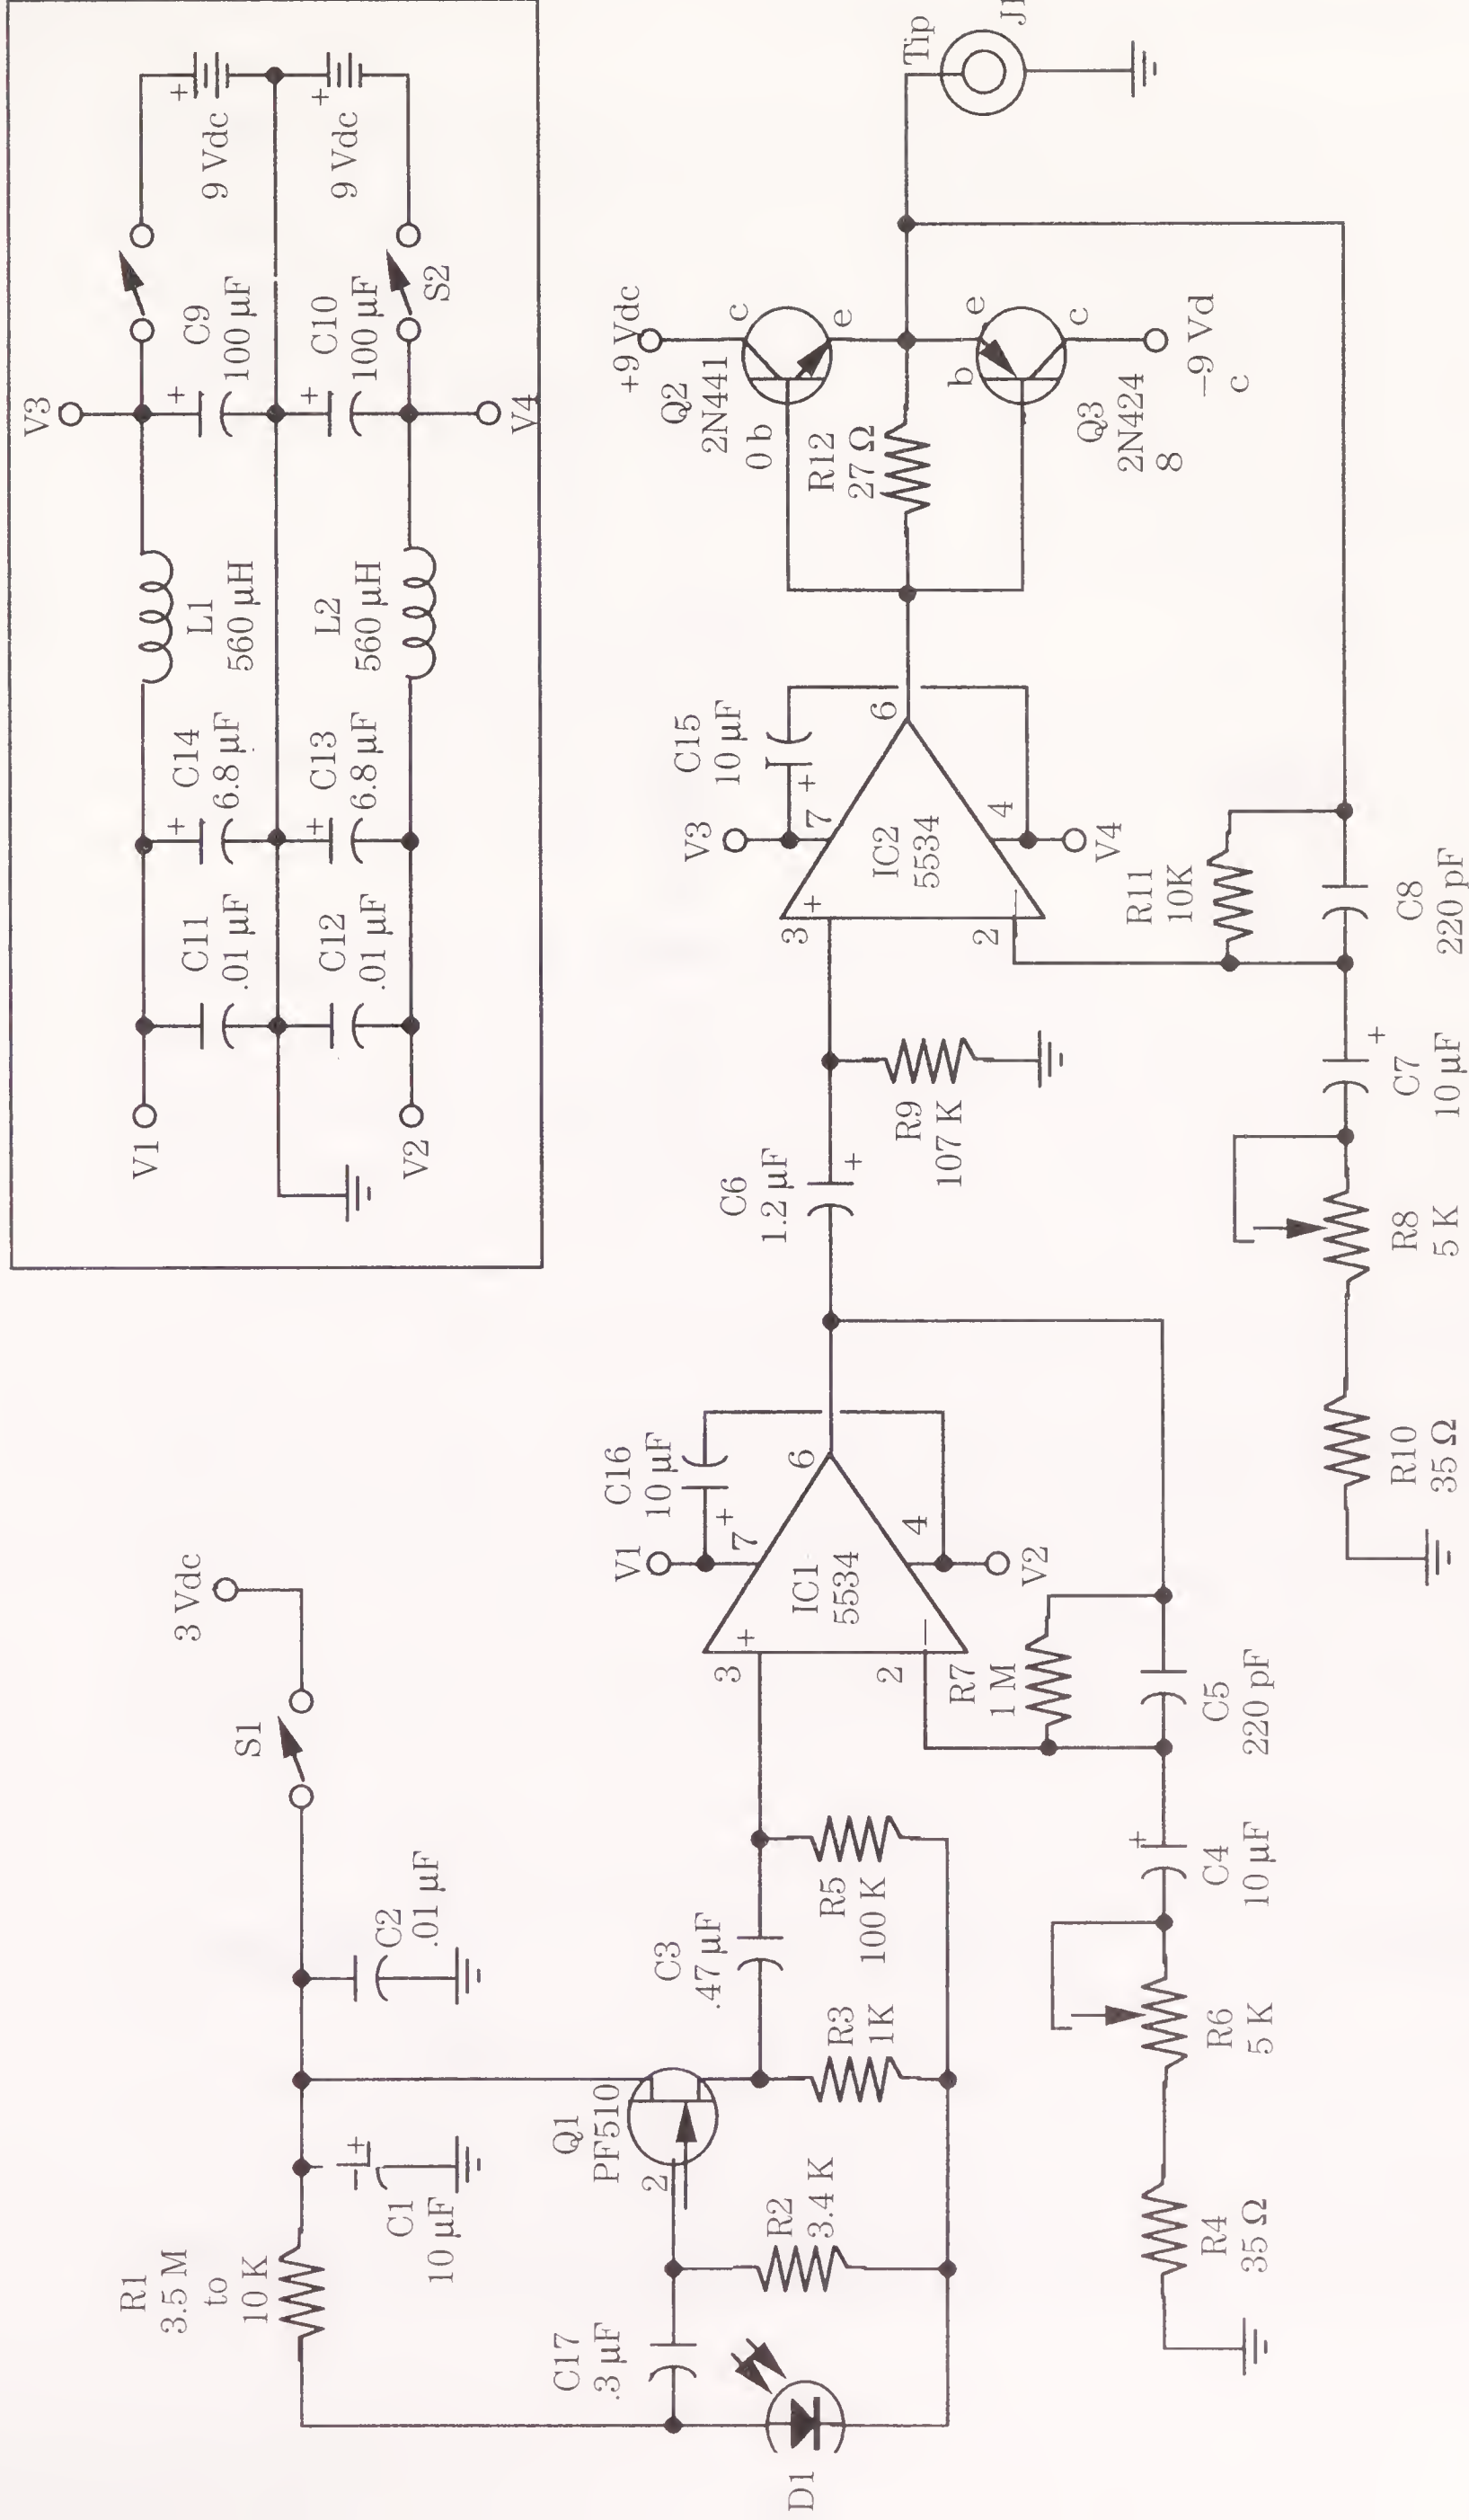 V1
V2
C11
.01 µF
C12
.01 µF
+
C14
6.8 µF
+
C13
6.8 µF
L1
560 µH
L2
560 µH
V3
+
C9
100 µF
+
C10
100 µF
V4
S2
+
9 Vdc
+
9 Vdc
R1
3.5 M
to
10 K
+
C1
10 µF
C2
.01 µF
S1
3 Vdc
D1
C17
.3 µF
Q1
PF510
2
R2
3.4 K
C3
.47 µF
R3
1K
R5
100 K
3
+
2
–
IC1
5534
6
V1
7
+
C16
10 µF
4
V2
R7
1 M
C5
220 pF
+
C4
10 µF
R6
5 K
R4
35 Ω
C6
1.2 µF
+
R9
107 K
3
+
2
–
IC2
5534
6
V3
7
+
C15
10 µF
4
V4
R11
10K
C8
220 pF
+
C7
10 µF
R8
5 K
R10
35 Ω
+9 Vdc
Q2
2N441
0 b
c
e
R12
27 Ω
b
e
c
Q3
2N424
8
–9 Vd
c
Tip
J1